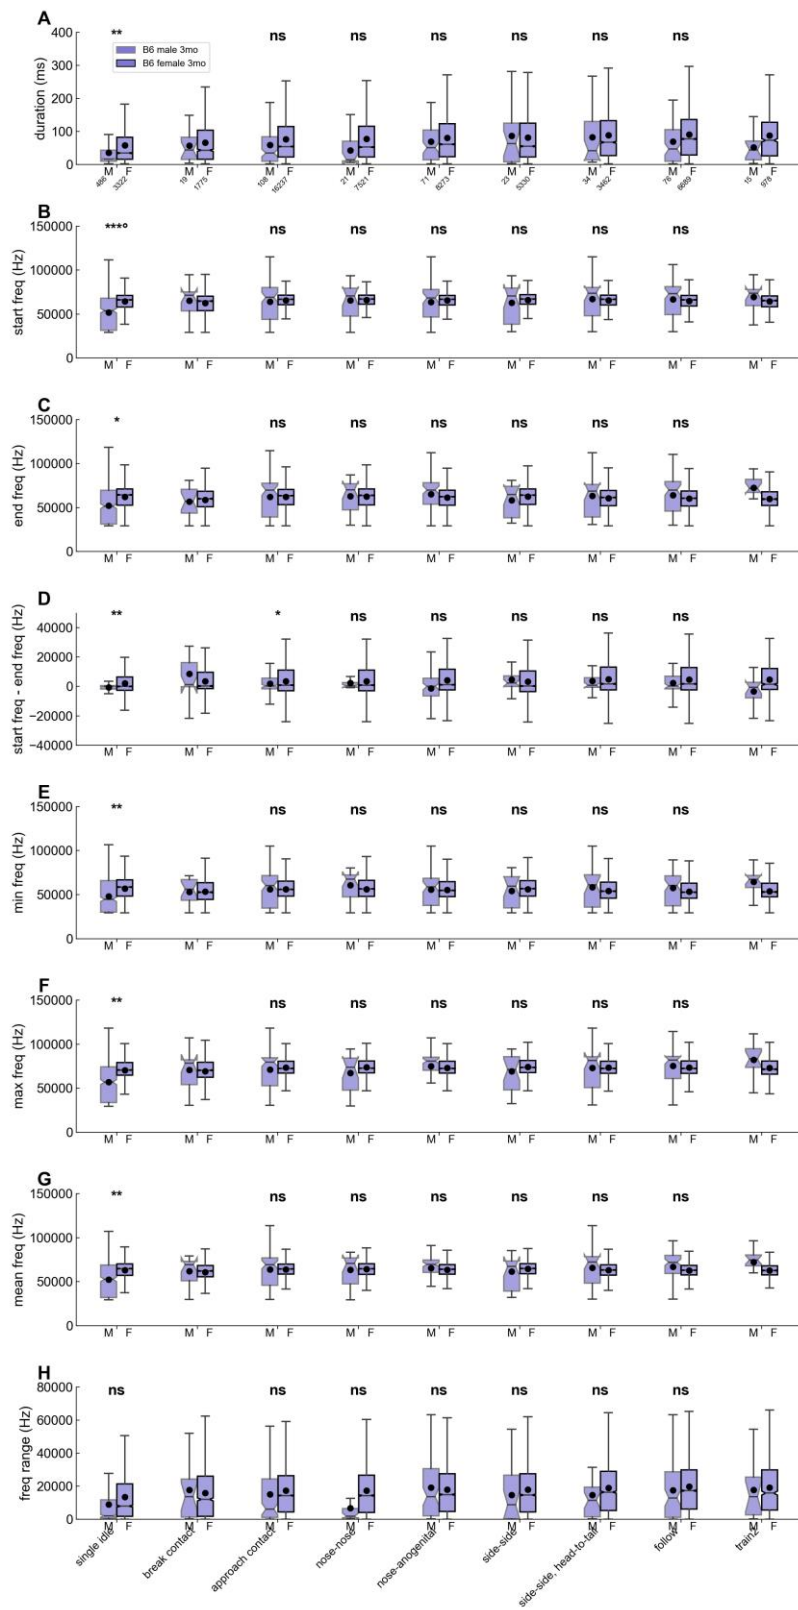 A
** ns ns ns ns ns ns
B6 male 3mo
B6 female 3mo
duration (ms)
400
300
200
100
0
M F M F M F M F M F M F M F M F M F
486 3322 19 1775 108 16237 21 7521 71 8273 23 5330 34 3462 76 6689 15 978
B
***° ns ns ns ns ns ns
start freq (Hz)
150000
100000
50000
0
M F M F M F M F M F M F M F M F M F
C
* ns ns ns ns ns ns
end freq (Hz)
150000
100000
50000
0
M F M F M F M F M F M F M F M F M F
D
** * ns ns ns ns ns
start freq - end freq (Hz)
40000
20000
0
−20000
−40000
M F M F M F M F M F M F M F M F M F
E
** ns ns ns ns ns ns
min freq (Hz)
150000
100000
50000
0
M F M F M F M F M F M F M F M F M F
F
** ns ns ns ns ns ns
max freq (Hz)
150000
100000
50000
0
M F M F M F M F M F M F M F M F M F
G
** ns ns ns ns ns ns
mean freq (Hz)
150000
100000
50000
0
M F M F M F M F M F M F M F M F M F
H
ns ns ns ns ns ns ns
freq range (Hz)
80000
60000
40000
20000
0
M F M F M F M F M F M F M F M F M F
single idle
break contact
approach contact
nose-nose
nose-anogenital
side-side
side-side, head-to-tail
follow
train2